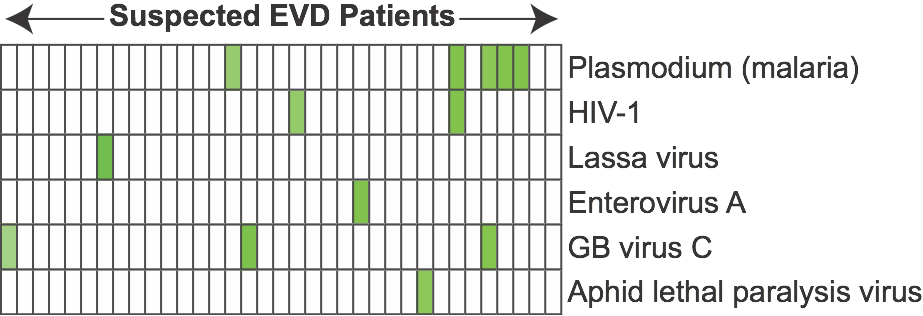 Suspected EVD Patients
Plasmodium (malaria)
HIV-1
Lassa virus
Enterovirus A
GB virus C
Aphid lethal paralysis virus